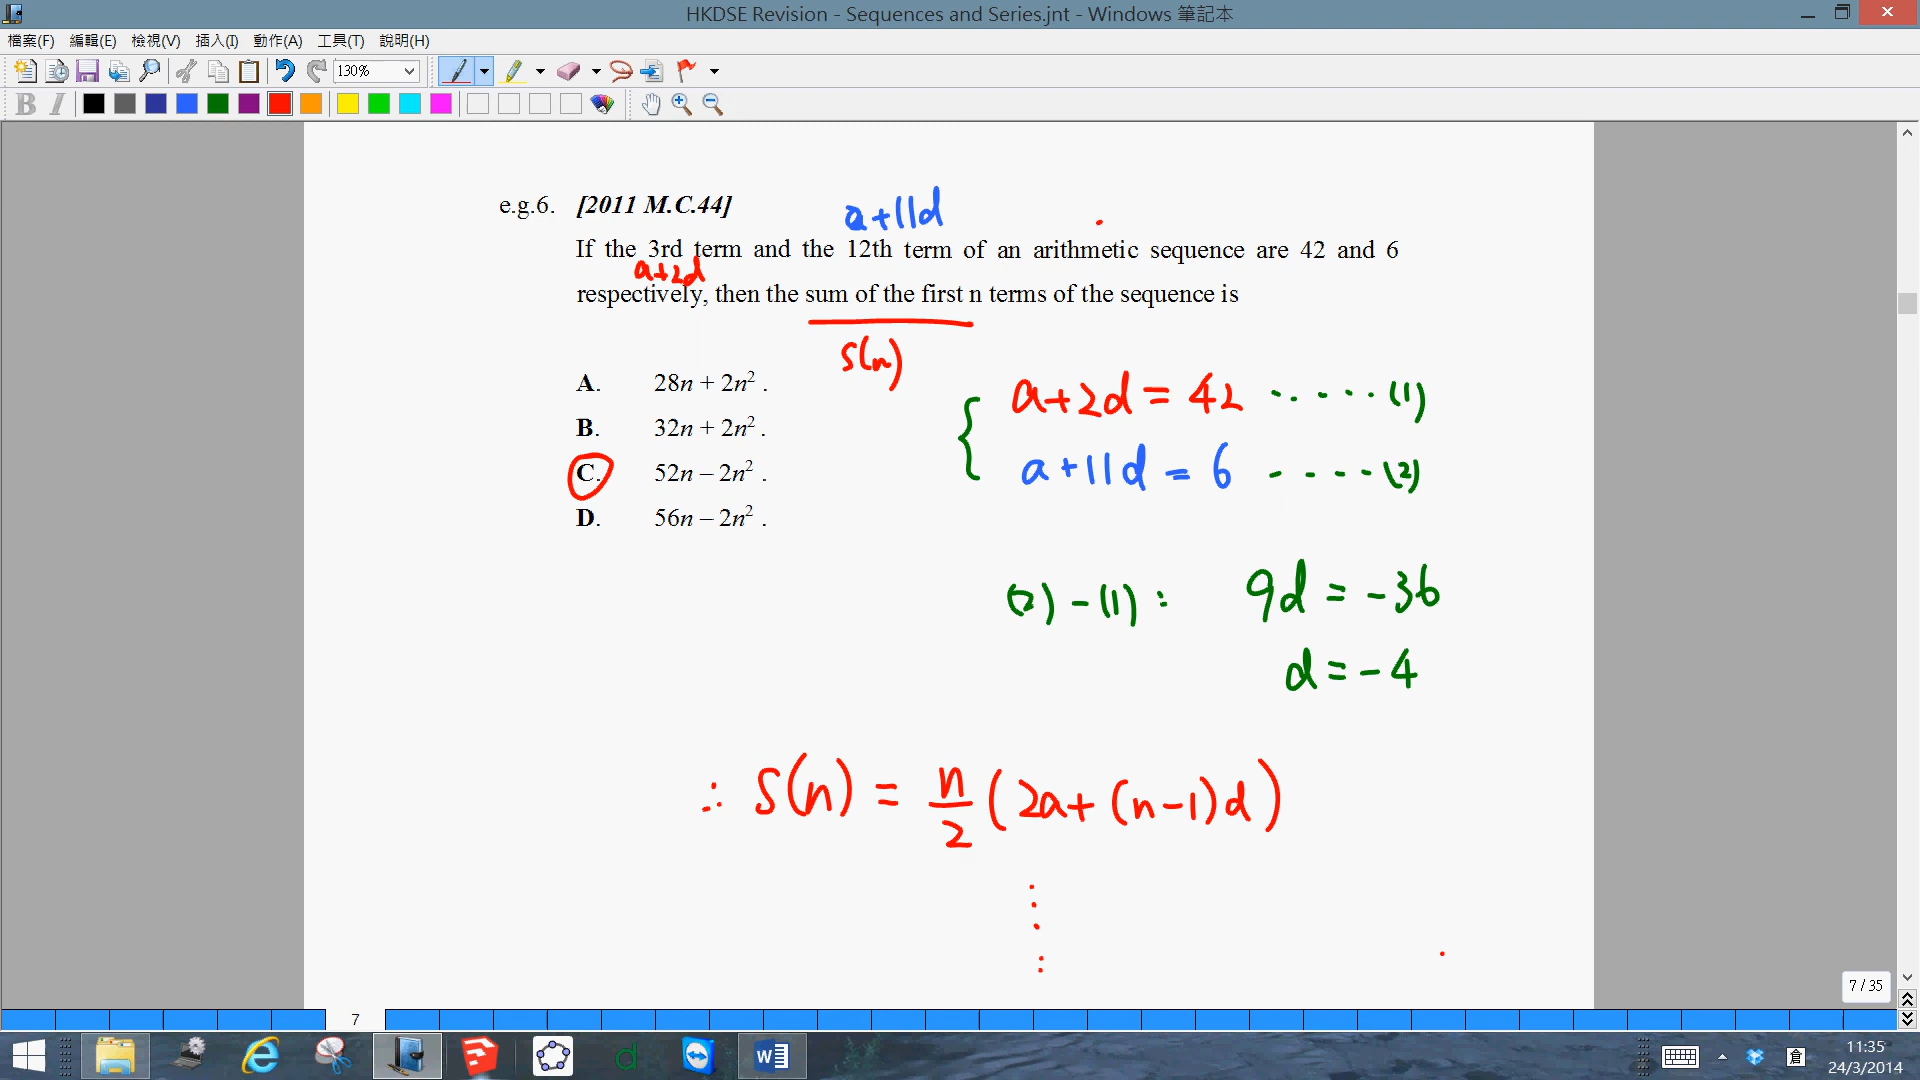 HKDSE Revision - Sequences and Series.jnt - Windows 筆記本
檔案(F) 編輯(E) 檢視(V) 插入(I) 動作(A) 工具(T) 說明(H)
130%
B I
e.g.6. [2011 M.C.44]
a+11d
If the 3rd term and the 12th term of an arithmetic sequence are 42 and 6
a+2d
respectively, then the sum of the first n terms of the sequence is
S(n)
A. 28n + 2n² .
a+2d = 42 ...... (1)
B. 32n + 2n² .
C. 52n – 2n² .
a+11d = 6 ..... (2)
D. 56n – 2n² .
(2) - (1) : 9d = -36
d = -4
∴ S(n) = n/2 (2a+(n-1)d)
7 / 35
7
d
W
倉
11:35
24/3/2014